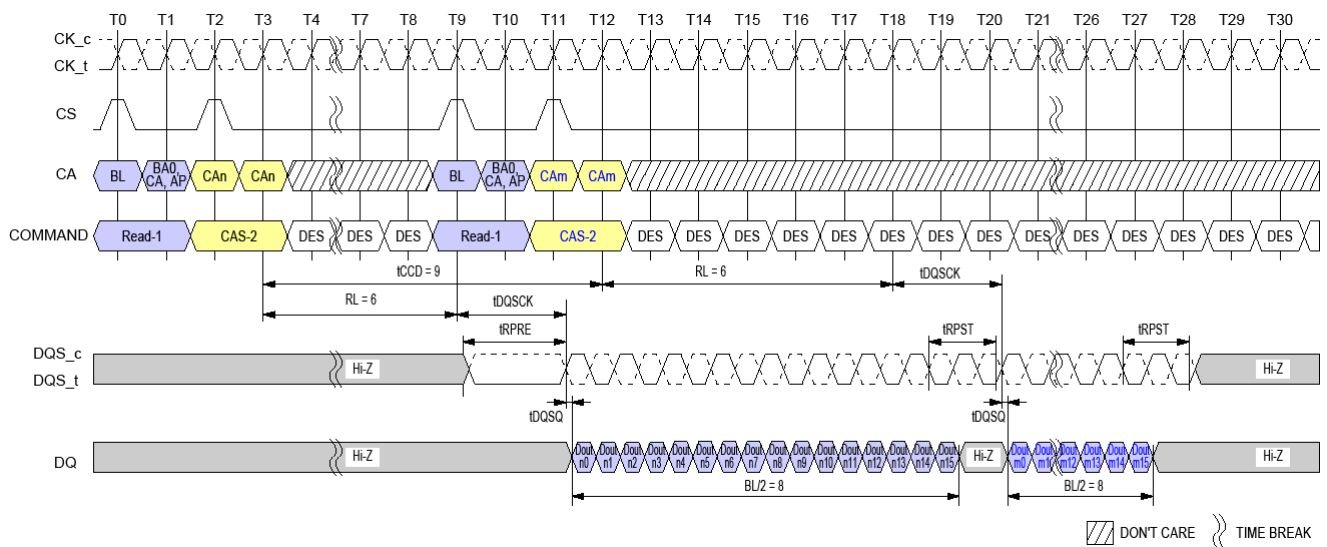 T0 T1 T2 T3 T4 T7 T8 T9 T10 T11 T12 T13 T14 T15 T16 T17 T18 T19 T20 T21 T26 T27 T28 T29 T30
CK_c
CK_t
CS
CA BL BA0, CA, AP CAn CAn BL BA0, CA, AP CAm CAm
COMMAND Read-1 CAS-2 DES DES DES Read-1 CAS-2 DES DES DES DES DES DES DES DES DES DES DES DES DES DES
tCCD = 9 RL = 6 tDQSCK
RL = 6 tDQSCK
tRPRE tRPST tRPST
DQS_c
DQS_t
Hi-Z Hi-Z
tDQSQ tDQSQ
DQ Hi-Z Dout n0 Dout n1 Dout n2 Dout n3 Dout n4 Dout n5 Dout n6 Dout n7 Dout n8 Dout n9 Dout n10 Dout n11 Dout n12 Dout n13 Dout n14 Dout n15 Hi-Z Dout m0 Dout Dout m12 Dout m13 Dout m14 Dout m15 Hi-Z
BL/2 = 8 BL/2 = 8
DON'T CARE TIME BREAK